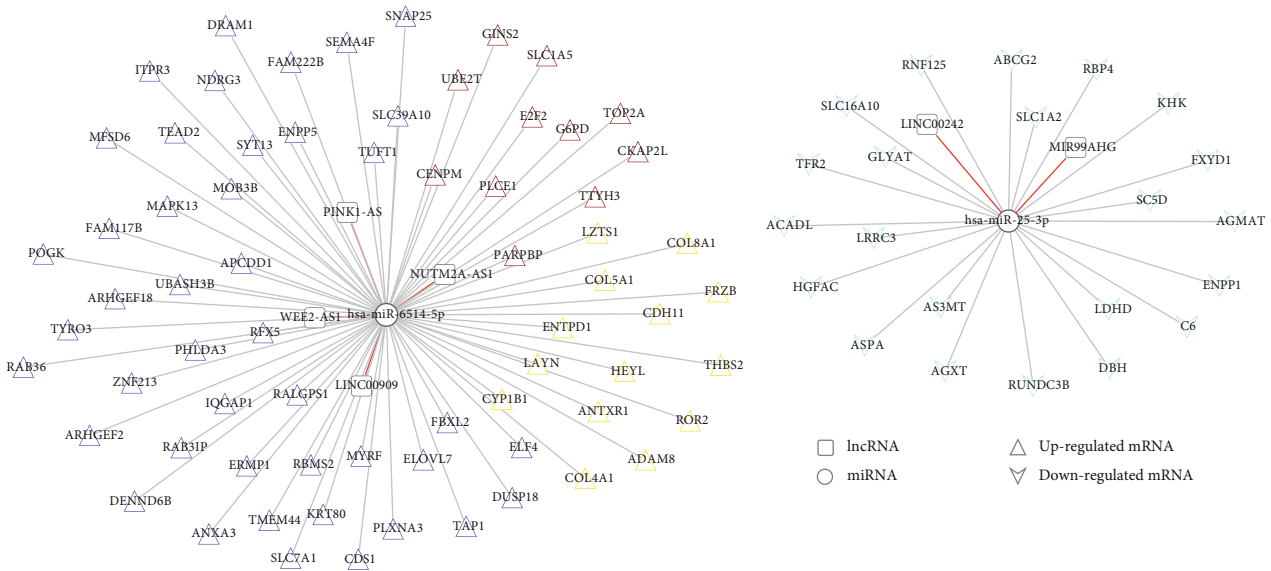 SNAP25
DRAM1
SEMA4F
GINS2
FAM222B
SLC1A5
ITPR3
NDRG3
UBE2T
SLC39A10
E2F2
TOP2A
MFSD6
TEAD2
ENPP5
G6PD
SYT13
TUFT1
CKAP2L
CENPM
MOB3B
PLCE1
TTYH3
MAPK13
PINK1-AS
FAM117B
LZTS1
COL8A1
POGK
APCDD1
PARPBP
NUTM2A-AS1
UBASH3B
COL5A1
FRZB
ARHGEF18
WEE2-AS1
hsa-miR-6514-5p
CDH11
TYRO3
RFX5
ENTPD1
PHLDA3
RAB36
LAYN
HEYL
THBS2
ZNF213
LINC00909
RALGPS1
IQGAP1
CYP1B1
ANTXR1
ROR2
FBXL2
ARHGEF2
RAB3IP
ELF4
MYRF
ELOVL7
ADAM8
ERMP1
RBMS2
COL4A1
DENND6B
DUSP18
TMEM44
KRT80
ANXA3
PLXNA3
TAP1
SLC7A1
CDS1
RNF125
ABCG2
RBP4
SLC16A10
KHK
LINC00242
SLC1A2
MIR99AHG
GLYAT
TFR2
FXYD1
SC5D
ACADL
hsa-miR-25-3p
AGMAT
LRRC3
HGFAC
ENPP1
AS3MT
LDHD
C6
ASPA
AGXT
DBH
RUNDC3B
lncRNA
Up-regulated mRNA
miRNA
Down-regulated mRNA